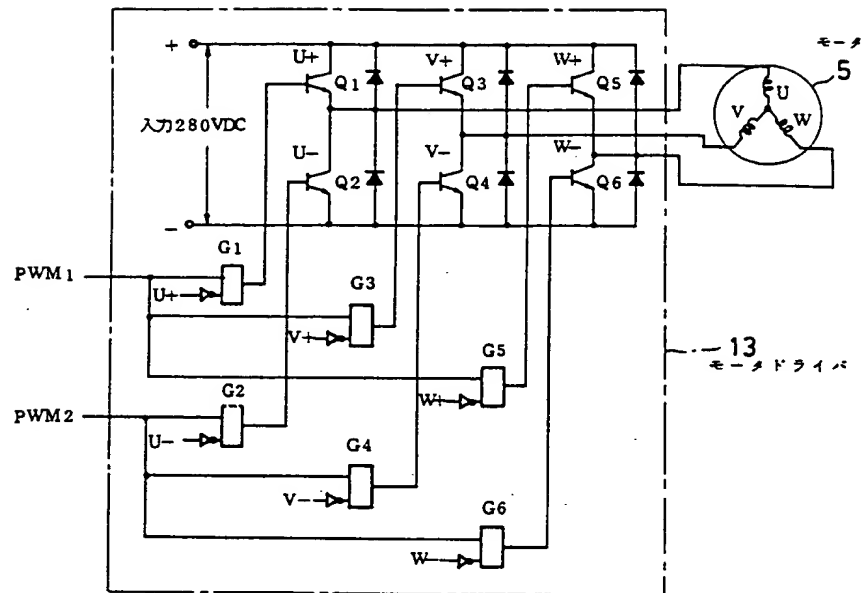 モータ
5
+
U+
V+
W+
Q1
Q3
Q5
U
V
W
入力280VDC
U-
V-
W-
Q2
Q4
Q6
-
G1
PWM1
U+
G3
V+
13
モータドライバ
G5
W+
G2
PWM2
U-
G4
V-
G6
W-